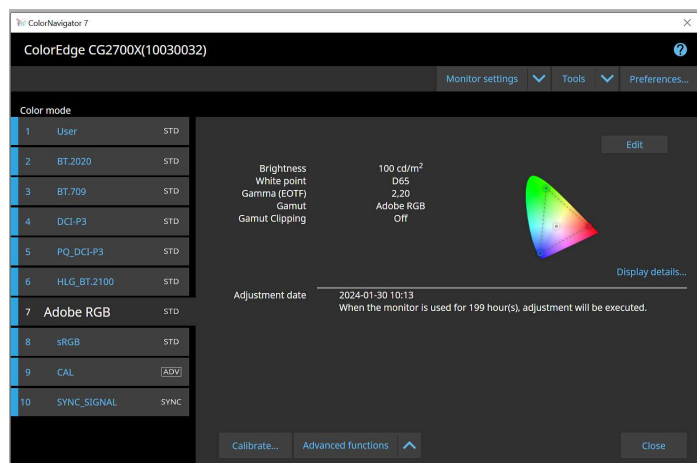 ColorNavigator 7
ColorEdge CG2700X(10030032)
?
Monitor settings Tools Preferences...
Color mode
1 User STD
2 BT.2020 STD
3 BT.709 STD
4 DCI-P3 STD
5 PQ_DCI-P3 STD
6 HLG_BT.2100 STD
7 Adobe RGB STD
8 sRGB STD
9 CAL ADV
10 SYNC_SIGNAL SYNC
Edit
Brightness 100 cd/m²
White point D65
Gamma (EOTF) 2,20
Gamut Adobe RGB
Gamut Clipping Off
Display details...
Adjustment date 2024-01-30 10:13
When the monitor is used for 199 hour(s), adjustment will be executed.
Calibrate... Advanced functions Close